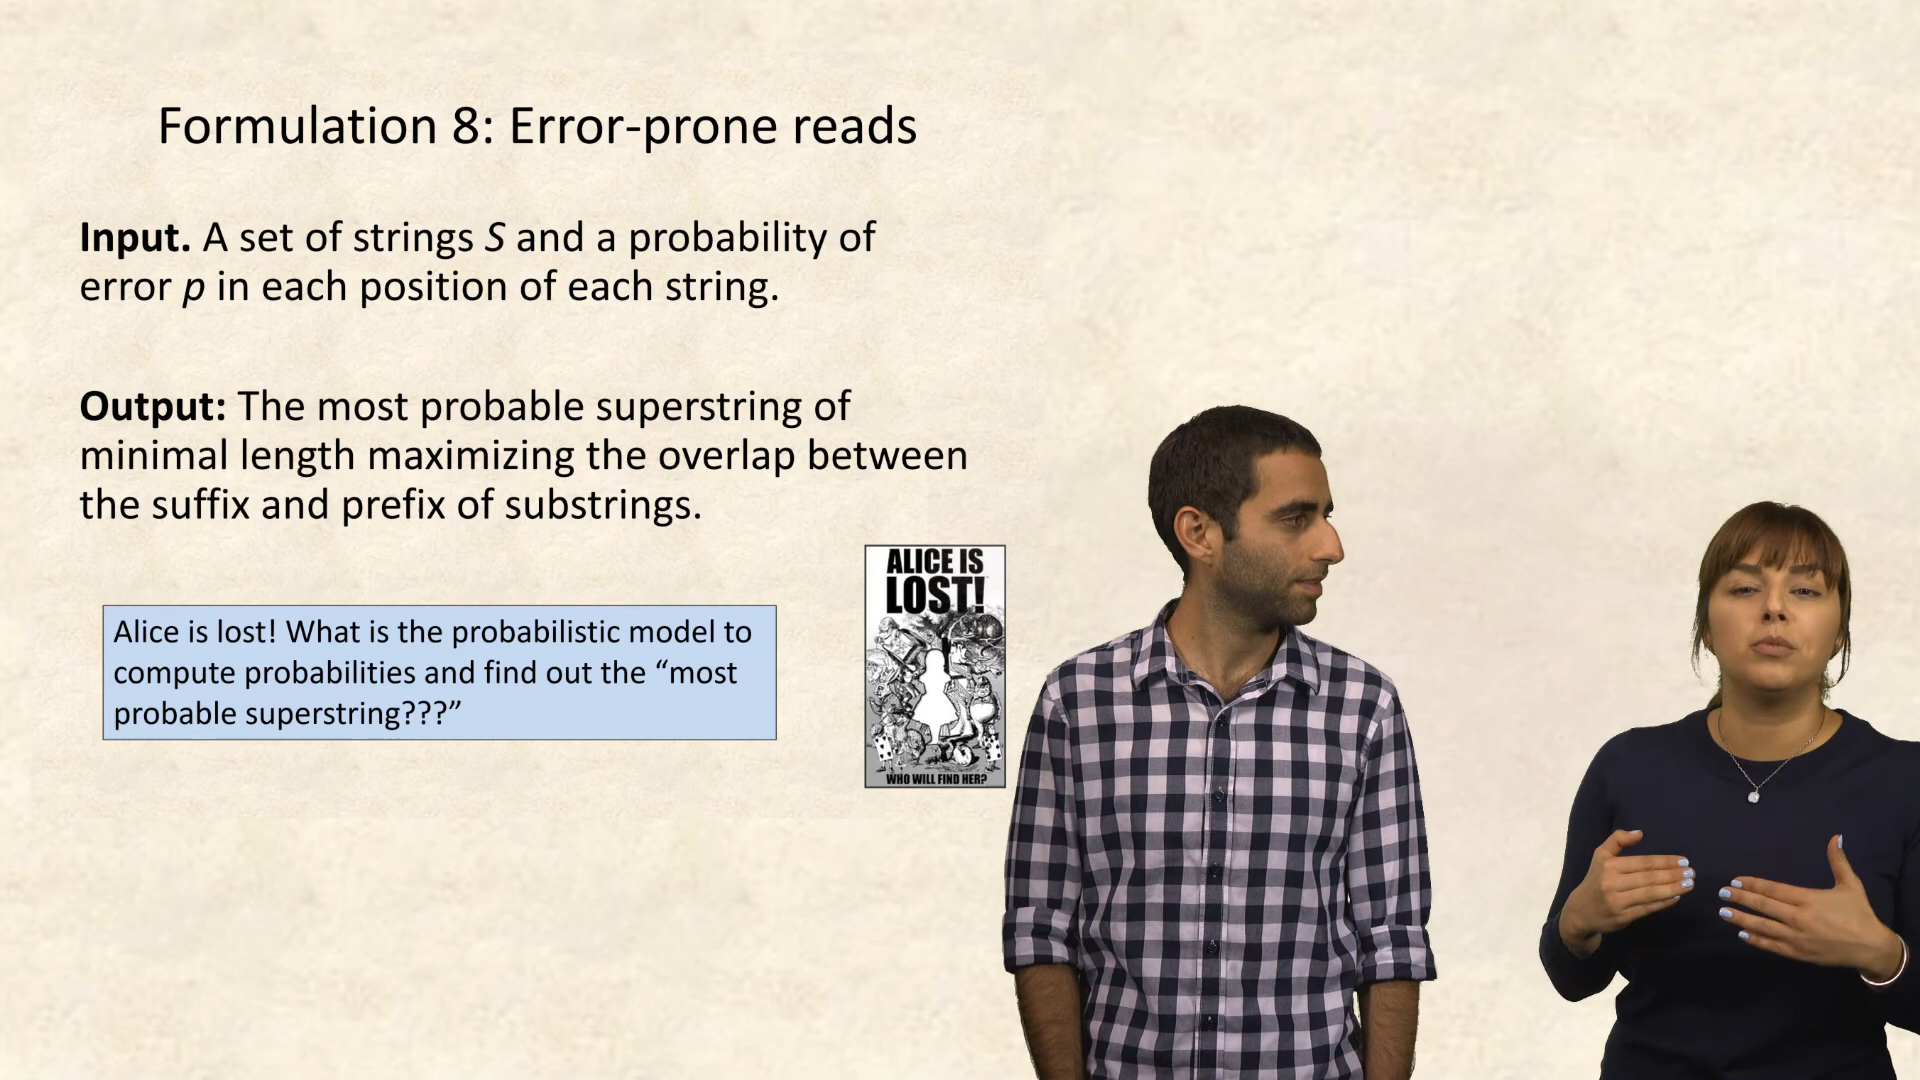 Formulation 8: Error-prone reads
Input. A set of strings S and a probability of
error p in each position of each string.
Output: The most probable superstring of
minimal length maximizing the overlap between
the suffix and prefix of substrings.
Alice is lost! What is the probabilistic model to
compute probabilities and find out the “most
probable superstring???”
ALICE IS
LOST!
WHO WILL FIND HER?